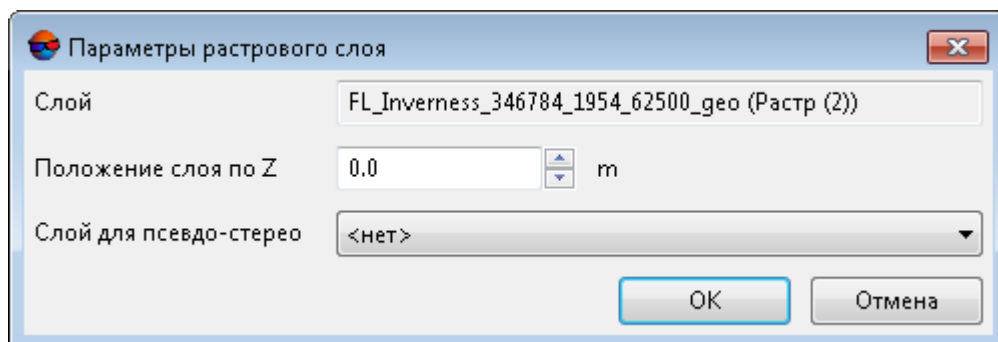 Параметры растрового слоя
Слой FL_Inverness_346784_1954_62500_geo (Растр (2))
Положение слоя по Z 0.0 m
Слой для псевдо-стерео <нет>
OK Отмена